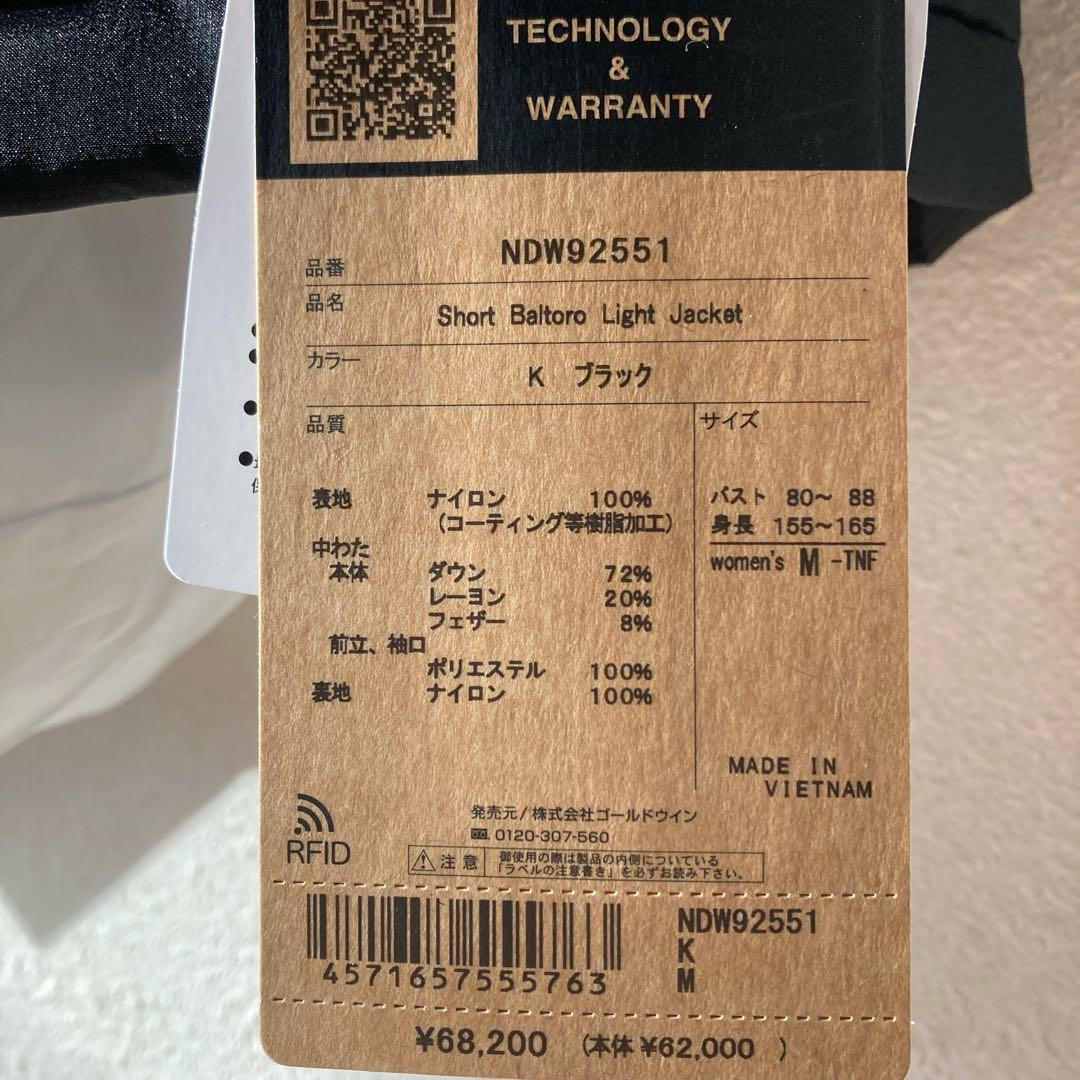 TECHNOLOGY
&
WARRANTY
品番 NDW92551
品名 Short Baltoro Light Jacket
カラー K ブラック
品質
サイズ
表地 ナイロン 100%
(コーティング等樹脂加工)
中わた
本体 ダウン 72%
レーヨン 20%
フェザー 8%
前立、袖口
ポリエステル 100%
裏地 ナイロン 100%
バスト 80〜 88
身長 155〜165
women's M -TNF
MADE IN
VIETNAM
発売元/株式会社ゴールドウイン
0120-307-560
RFID
注意 御使用の際は製品の内側についている
「ラベルの注意書き」を必ずお読み下さい。
4571657555763
NDW92551
K
M
¥68,200 (本体 ¥62,000 )